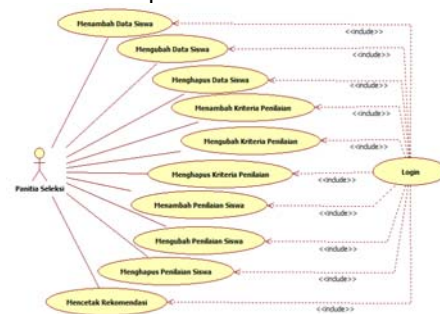 Menambah Data Siswa
<<include>>
Mengubah Data Siswa
<<include>>
Menghapus Data Siswa
<<include>>
Menambah Kriteria Penilaian
<<include>>
Mengubah Kriteria Penilaian
<<include>>
Panitia Seleksi
Menghapus Kriteria Penilaian
<<include>>
Login
Menambah Penilaian Siswa
<<include>>
Mengubah Penilaian Siswa
<<include>>
Menghapus Penilaian Siswa
<<include>>
Mencetak Rekomendasi
<<include>>